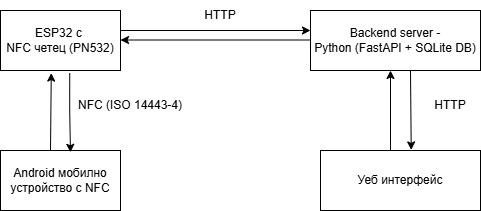 HTTP
ESP32 с
NFC четец (PN532)
Backend server -
Python (FastAPI + SQLite DB)
NFC (ISO 14443-4)
HTTP
Android мобилно
устройство с NFC
Уеб интерфейс